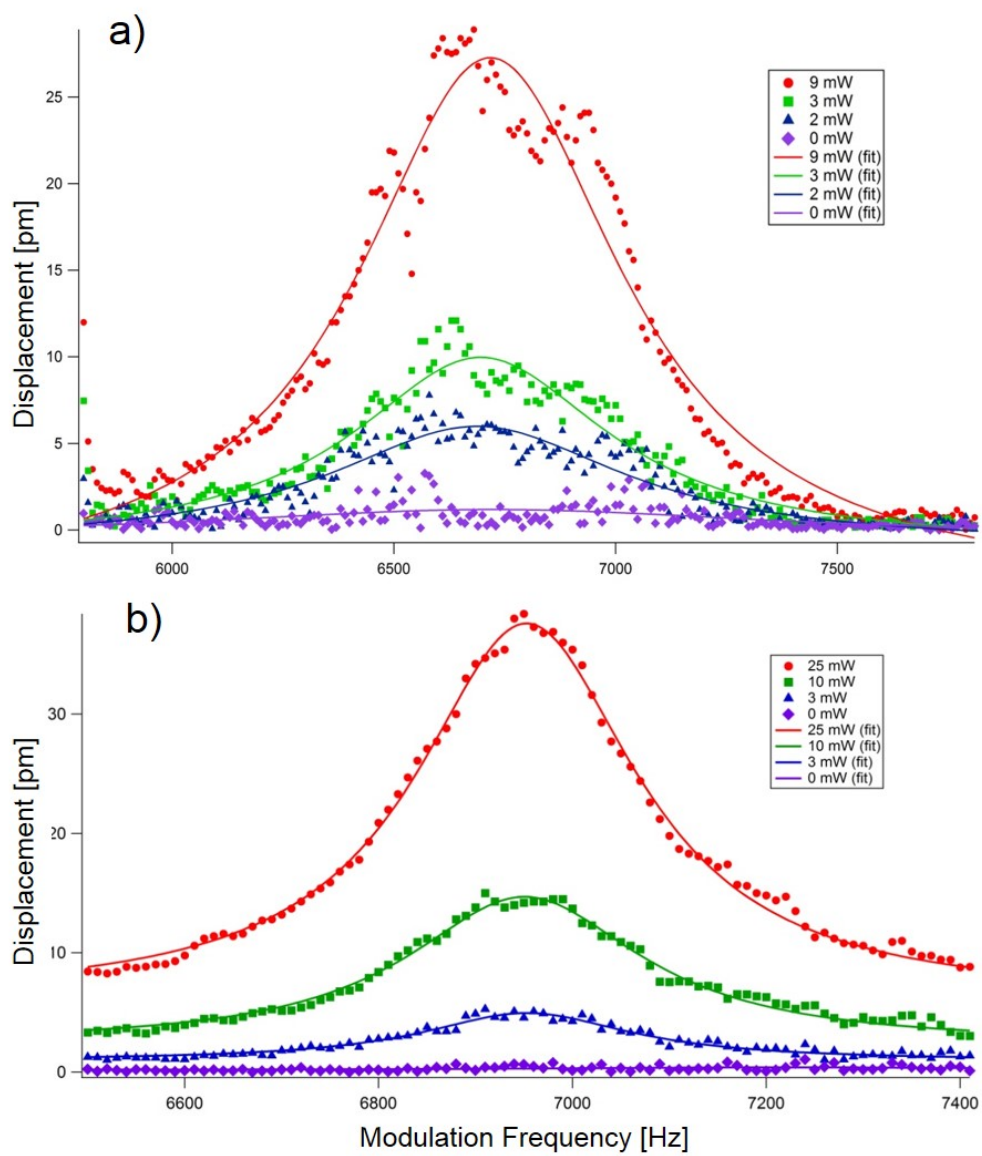 a)
9 mW
3 mW
2 mW
0 mW
9 mW (fit)
3 mW (fit)
2 mW (fit)
0 mW (fit)
Displacement [pm]
25
20
15
10
5
0
6000
6500
7000
7500
b)
25 mW
10 mW
3 mW
0 mW
25 mW (fit)
10 mW (fit)
3 mW (fit)
0 mW (fit)
Displacement [pm]
30
20
10
0
6600
6800
7000
7200
7400
Modulation Frequency [Hz]